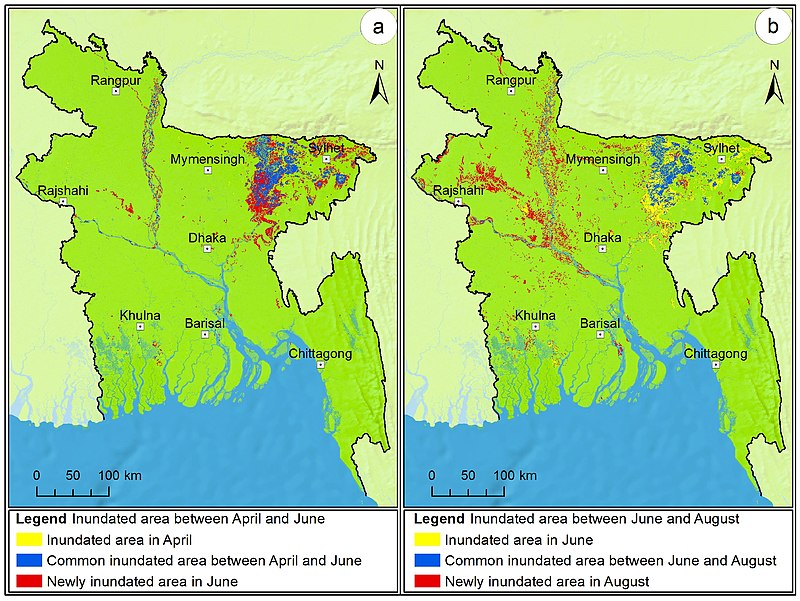 a
N
Rangpur
Mymensingh
Sylhet
Rajshahi
Dhaka
Khulna
Barisal
Chittagong
0 50 100 km
Legend Inundated area between April and June
Inundated area in April
Common inundated area between April and June
Newly inundated area in June
b
N
Rangpur
Mymensingh
Sylhet
Rajshahi
Dhaka
Khulna
Barisal
Chittagong
0 50 100 km
Legend Inundated area between June and August
Inundated area in June
Common inundated area between June and August
Newly inundated area in August